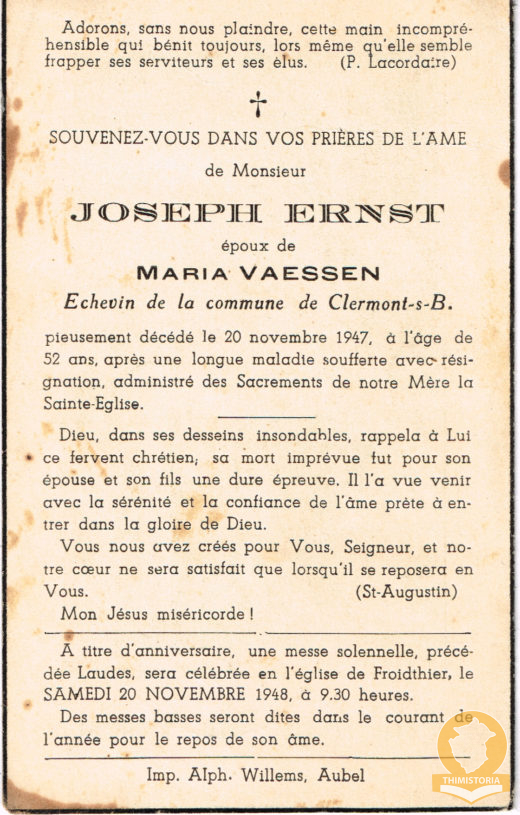 Adorons, sans nous plaindre, cette main incompré-
hensible qui bénit toujours, lors même qu'elle semble
frapper ses serviteurs et ses élus. (P. Lacordaire)
†
SOUVENEZ-VOUS DANS VOS PRIÈRES DE L'AME
de Monsieur
JOSEPH ERNST
époux de
MARIA VAESSEN
Echevin de la commune de Clermont-s-B.
pieusement décédé le 20 novembre 1947, à l'âge de
52 ans, après une longue maladie soufferte avec rési-
gnation, administré des Sacrements de notre Mère la
Sainte-Eglise.
Dieu, dans ses desseins insondables, rappela à Lui
ce fervent chrétien; sa mort imprévue fut pour son
épouse et son fils une dure épreuve. Il l'a vue venir
avec la sérénité et la confiance de l'âme prète à en-
trer dans la gloire de Dieu.
Vous nous avez créés pour Vous, Seigneur, et no-
tre cœur ne sera satisfait que lorsqu'il se reposera en
Vous. (St-Augustin)
Mon Jésus miséricorde !
A titre d'anniversaire, une messe solennelle, précé-
dée Laudes, sera célébrée en l'église de Froidthier, le
SAMEDI 20 NOVEMBRE 1948, à 9.30 heures.
Des messes basses seront dites dans le courant de
l'année pour le repos de son âme.
Imp. Alph. Willems, Aubel
THIMISTORIA